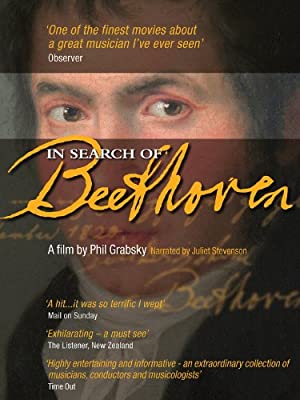 'One of the finest movies about
a great musician I've ever seen'
Observer
IN SEARCH OF
Beethoven
A film by Phil Grabsky Narrated by Juliet Stevenson
'A hit...it was so terrific I wept'
Mail on Sunday
'Exhilarating – a must see'
The Listener, New Zealand
'Highly entertaining and informative - an extraordinary collection of
musicians, conductors and musicologists'
Time Out